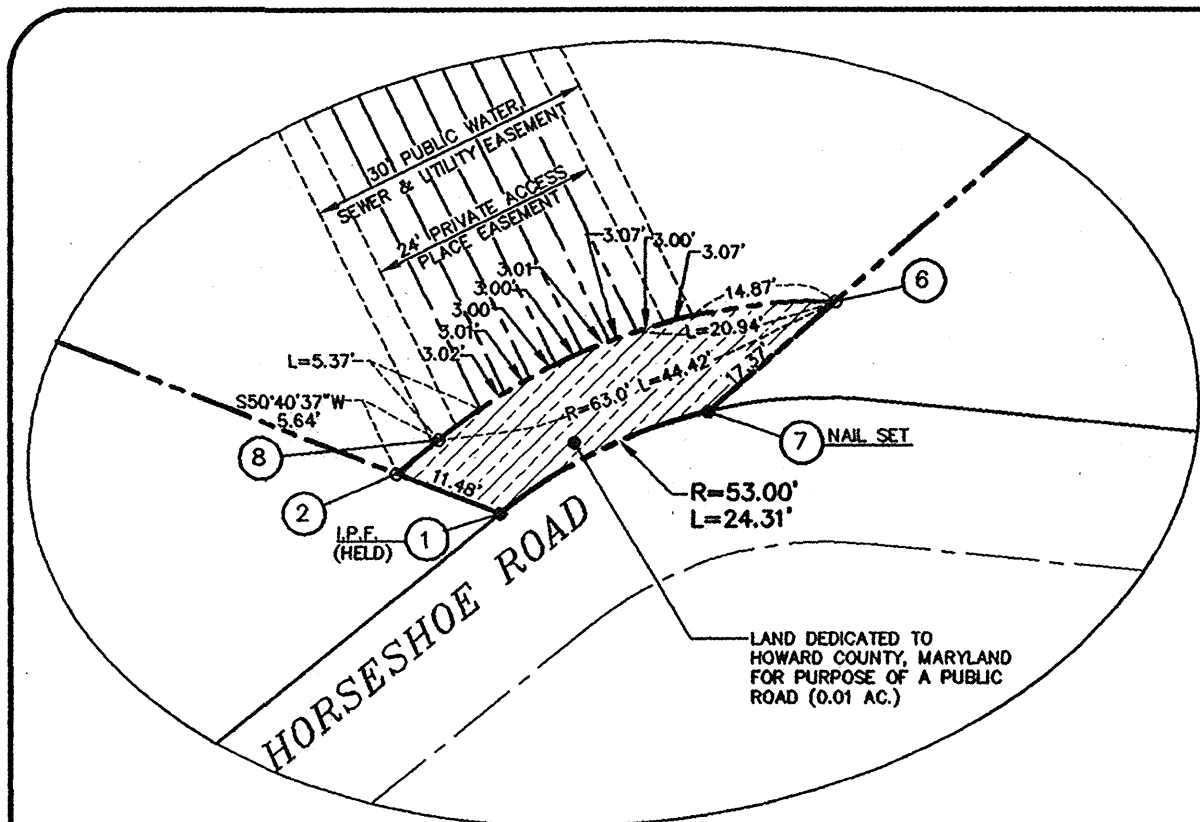 30' PUBLIC WATER,
SEWER & UTILITY EASEMENT
24' PRIVATE ACCESS
PLACE EASEMENT
3.07'
3.00'
3.07'
3.01'
3.00'
3.00'
3.01'
3.02'
14.87'
6
L=20.94'
L=5.37'
L=44.42'
17.37'
S50°40'37"W
5.64'
R=63.0'
8
7
NAIL SET
11.48'
2
R=53.00'
L=24.31'
I.P.F.
(HELD)
1
HORSESHOE ROAD
LAND DEDICATED TO
HOWARD COUNTY, MARYLAND
FOR PURPOSE OF A PUBLIC
ROAD (0.01 AC.)